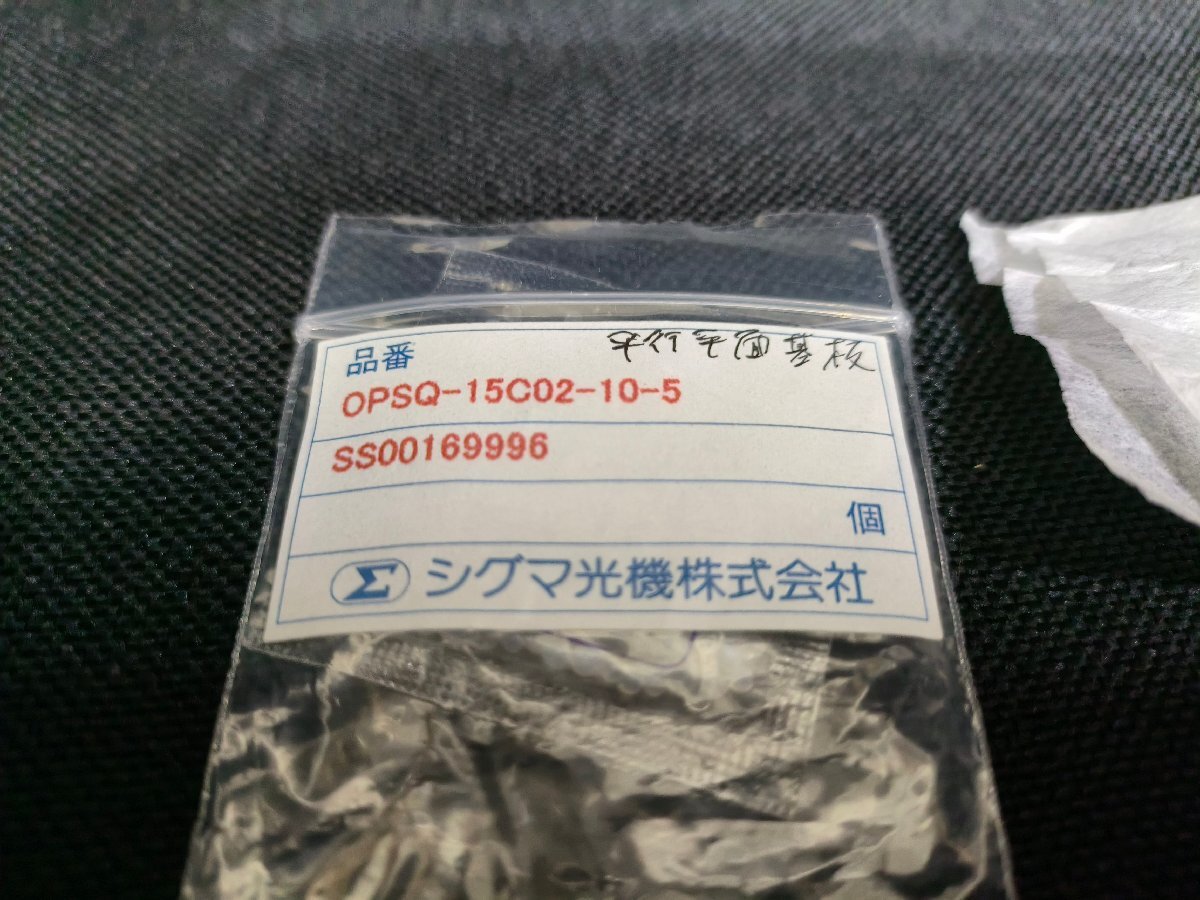 品番 平行平面基板
OPSQ-15C02-10-5
SS00169996
個
Σ シグマ光機株式会社